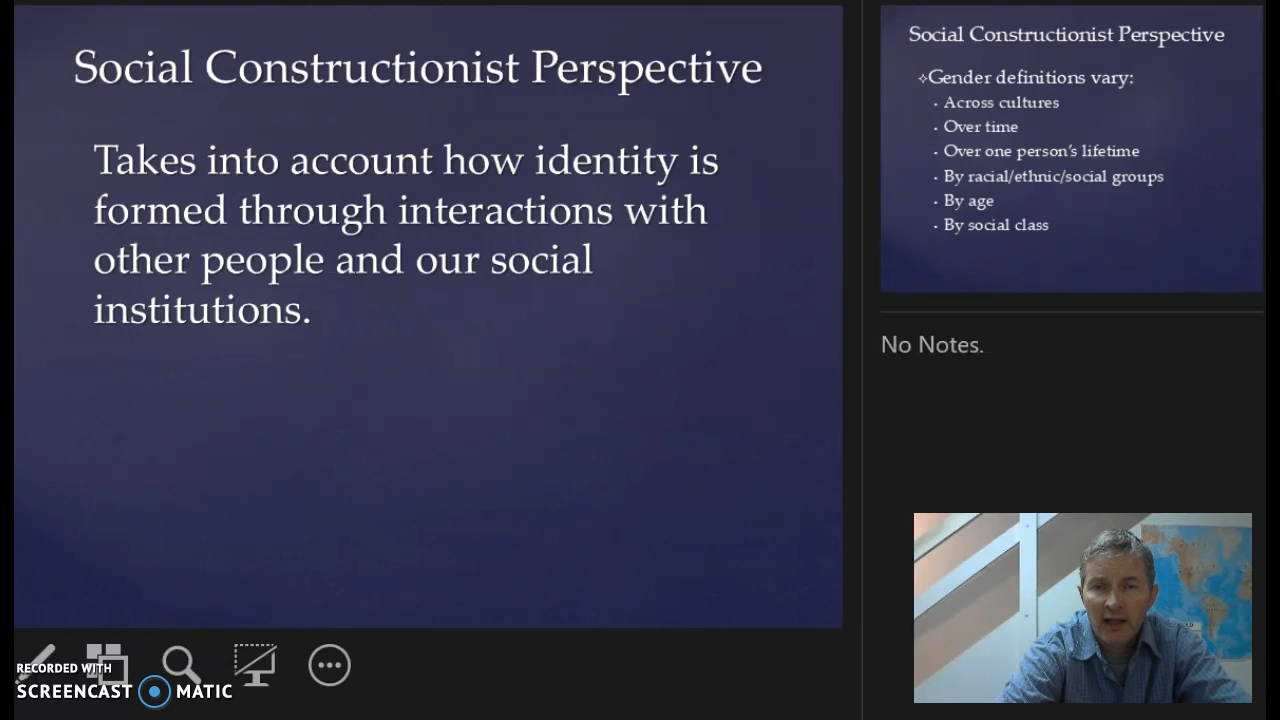 Social Constructionist Perspective
Takes into account how identity is
formed through interactions with
other people and our social
institutions.
Social Constructionist Perspective
Gender definitions vary:
Across cultures
Over time
Over one person's lifetime
By racial/ethnic/social groups
By age
By social class
No Notes.
RECORDED WITH
SCREENCAST MATIC